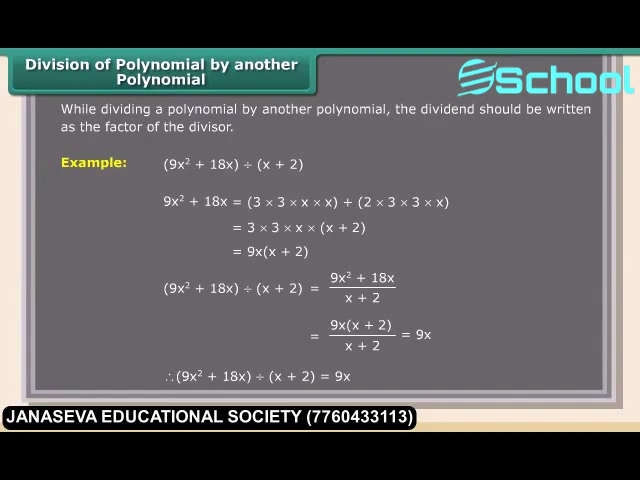 Division of Polynomial by another
Polynomial
School
While dividing a polynomial by another polynomial, the dividend should be written
as the factor of the divisor.
Example: (9x² + 18x) ÷ (x + 2)
9x² + 18x = (3 × 3 × x × x) + (2 × 3 × 3 × x)
= 3 × 3 × x × (x + 2)
= 9x(x + 2)
(9x² + 18x) ÷ (x + 2) = 9x² + 18x / x + 2
= 9x(x + 2) / x + 2 = 9x
∴ (9x² + 18x) ÷ (x + 2) = 9x
JANASEVA EDUCATIONAL SOCIETY (7760433113)